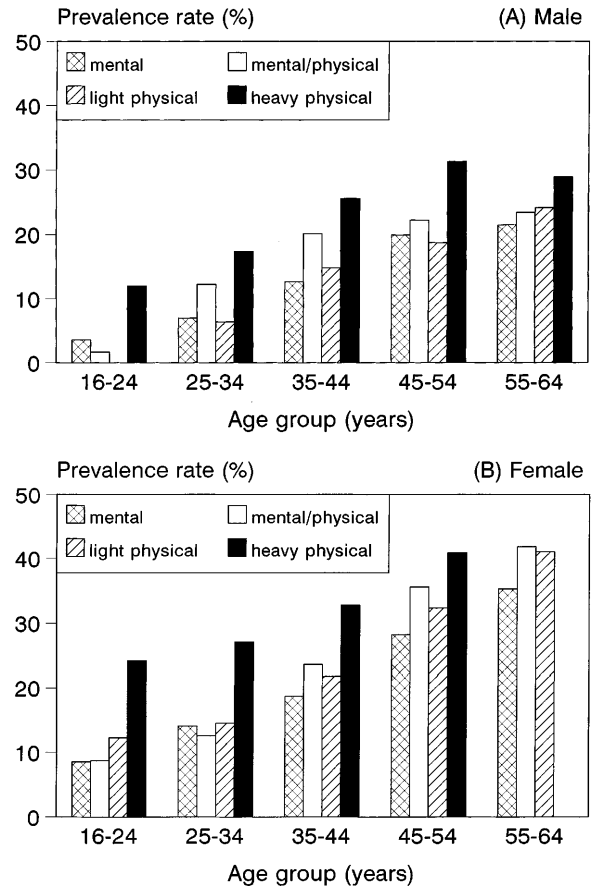 Prevalence rate (%) (A) Male
50
mental mental/physical
40
light physical heavy physical
30
20
10
0
16-24 25-34 35-44 45-54 55-64
Age group (years)
Prevalence rate (%) (B) Female
50
mental mental/physical
light physical heavy physical
40
30
20
10
0
16-24 25-34 35-44 45-54 55-64
Age group (years)